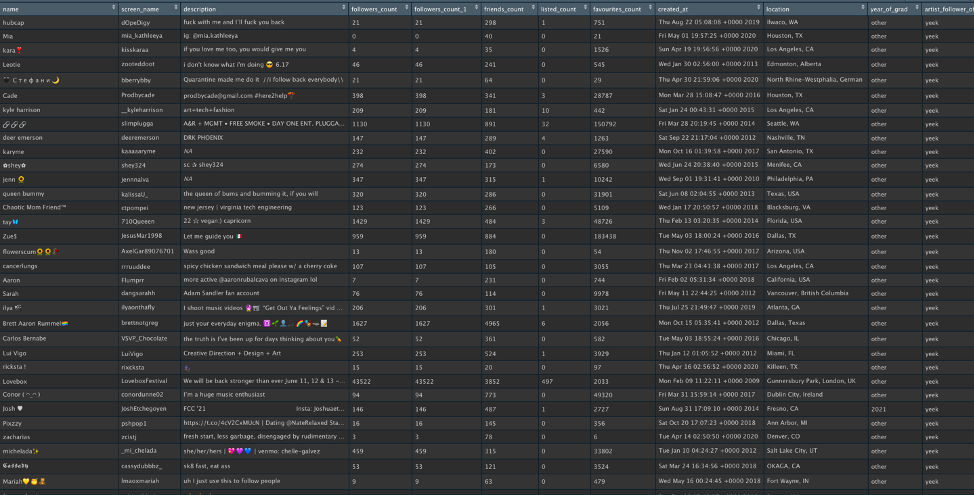 name screen_name description followers_count followers_count_1 friends_count listed_count favourites_count created_at location year_of_grad artist_follower_of
hubcap dOpeDigy fuck with me and I'll fuck you back 21 21 298 1 751 Thu Aug 22 05:08:08 +0000 2019 Ilwaco, WA other yeek
Mia mia_kathleeya ig: @mia.kathleeya 0 0 40 0 0 Fri May 01 19:57:25 +0000 2020 Houston, TX other yeek
kara❣️ kisskaraa if you love me too, you would give me you 4 4 35 0 1526 Sun Apr 19 19:56:56 +0000 2020 Los Angeles, CA other yeek
Leotie zooteddoot i don't know what i'm doing 😎 6.17 46 46 241 0 545 Wed Jan 30 02:56:00 +0000 2013 Edmonton, Alberta other yeek
С т е ф а н и 🌙 bberrybby Quarantine made me do it //i follow back everybody\\ 21 21 64 0 29 Thu Apr 30 21:59:06 +0000 2020 North Rhine-Westphalia, German other yeek
Cade Prodbycade prodbycade@gmail.com #here2help 398 398 341 3 28787 Mon Mar 28 15:08:47 +0000 2016 Houston, TX other yeek
kyle harrison __kyleharrison art+tech+fashion 209 209 181 10 442 Sat Jan 24 00:43:31 +0000 2015 Los Angeles, CA other yeek
🔗🔗🔗 slimplugga A&R + MGMT • FREE SMOKE • DAY ONE ENT. PLUGGA... 1130 1130 891 32 150792 Fri Mar 28 20:19:45 +0000 2014 Seattle, WA other yeek
deer emerson deeremerson DRK PHOENIX 147 147 729 4 1263 Sat Sep 22 21:17:04 +0000 2012 Nashville, TN other yeek
karyme kaaaaaryme NA 232 232 402 0 27590 Mon Oct 16 01:39:58 +0000 2017 San Antonio, TX other yeek
✿shey✿ shey324 sc ☆ shey324 274 274 173 0 6580 Wed Jun 24 20:38:40 +0000 2015 Menifee, CA other yeek
jenn 🌻 jennnalva NA 347 347 315 1 10242 Wed Sep 01 19:31:41 +0000 2010 Philadelphia, PA other yeek
queen bummy kalissaU_ the queen of bums and bumming it, if you will 320 320 286 0 31901 Sat Jun 08 02:04:55 +0000 2013 Texas, USA other yeek
Chaotic Mom Friend™ ctpompei new jersey | virginia tech engineering 123 123 266 0 5109 Wed Jan 17 20:50:57 +0000 2018 Blacksburg, VA other yeek
tay🦋 710Queeen 22 ☆ vegan:) capricorn 1429 1429 484 3 48726 Thu Feb 13 03:20:35 +0000 2014 Florida, USA other yeek
Zue$ JesusMar1998 Let me guide you 🇲🇽 959 959 884 2 183438 Tue May 03 18:00:24 +0000 2016 Dallas, TX other yeek
flowerscum🌻🌻 AxelGar89076701 Wass good 13 13 180 0 54 Thu Nov 02 17:46:55 +0000 2017 Arizona, USA other yeek
cancerlungs rrruuddee spicy chicken sandwich meal please w/ a cherry coke 107 107 105 0 3055 Thu Mar 23 04:41:38 +0000 2017 Los Angeles, CA other yeek
Aaron Flumprr more active @aaronrubalcava on instagram lol 7 7 231 0 744 Fri Feb 02 05:31:34 +0000 2018 California, USA other yeek
Sarah dangsarahh Adam Sandler fan account 76 76 114 0 9978 Fri May 11 22:44:25 +0000 2012 Vancouver, British Columbia other yeek
ilya ilyaonthafly I shoot music videos "Get Out Ya Feelings" vid ... 206 206 301 1 3021 Thu Jul 25 21:49:47 +0000 2019 Atlanta, GA other yeek
Brett Aaron Rummel brettnotgreg just your everyday enigma. 1627 1627 4965 6 2056 Mon Oct 15 05:35:41 +0000 2012 Dallas, Texas other yeek
Carlos Bernabe VSVP_Chocolate the truth is I've been up for days thinking about you 52 52 361 0 582 Tue May 03 18:55:24 +0000 2016 Chicago, IL other yeek
Lui Vigo LuiVigo Creative Direction + Design + Art 253 253 524 1 3929 Thu Jan 12 01:05:52 +0000 2012 Miami, FL other yeek
ricksta ! rixcksta 15 15 20 0 97 Thu Apr 16 02:56:52 +0000 2020 Killeen, TX other yeek
Lovebox LoveboxFestival We will be back stronger than ever June 11, 12 & 13 -... 43522 43522 3852 497 2033 Mon Feb 09 11:22:11 +0000 2009 Gunnersbury Park, London, UK other yeek
Conor (◠‿◠) conordunne02 I'm a huge music enthusiast 94 94 773 0 49320 Fri Mar 31 15:59:14 +0000 2017 Dublin City, Ireland other yeek
Josh 🤍 JoshEtchegoyen FCC '21 Insta: Joshuaet... 146 146 487 1 2727 Sun Aug 31 17:09:10 +0000 2014 Fresno, CA 2021 yeek
Pixzzy pshpop1 https://t.co/4cV2CxMUcN | Dating @NateRelaxed Sta... 16 16 145 0 356 Sat Oct 20 17:07:23 +0000 2018 Ann Arbor, MI other yeek
zacharias zcistj fresh start, less garbage, disengaged by rudimentary ... 3 3 78 0 6 Tue Apr 14 02:50:50 +0000 2020 Denver, CO other yeek
michelada✨ _mi_chelada she/her/hers | 💖💜💙 | venmo: chelle-galvez 459 459 315 0 33802 Tue Jan 10 04:24:27 +0000 2017 Salt Lake City, UT other yeek
cassydubbbz_ sk8 fast, eat ass 53 53 121 0 3524 Sat Mar 24 16:34:56 +0000 2018 OKAGA, CA other yeek
Mariah lmaoxmariah uh I just use this to follow people 9 9 63 0 479 Wed May 16 00:24:45 +0000 2018 Fort Wayne, IN other yeek